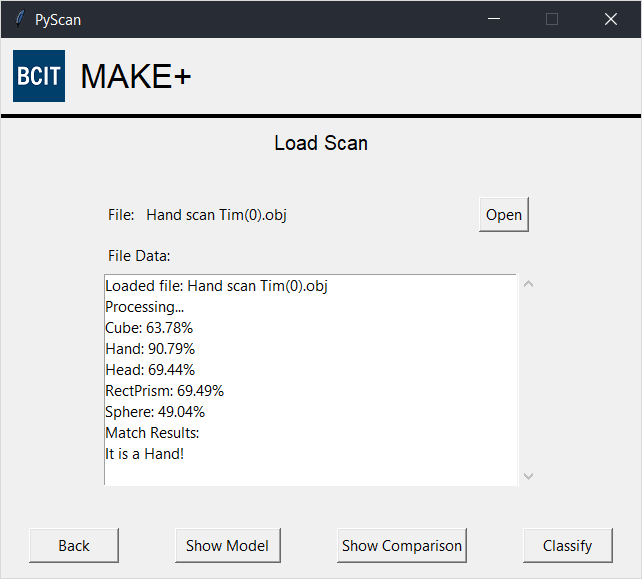 PyScan
BCIT MAKE+
Load Scan
File: Hand scan Tim(0).obj Open
File Data:
Loaded file: Hand scan Tim(0).obj
Processing...
Cube: 63.78%
Hand: 90.79%
Head: 69.44%
RectPrism: 69.49%
Sphere: 49.04%
Match Results:
It is a Hand!
Back Show Model Show Comparison Classify